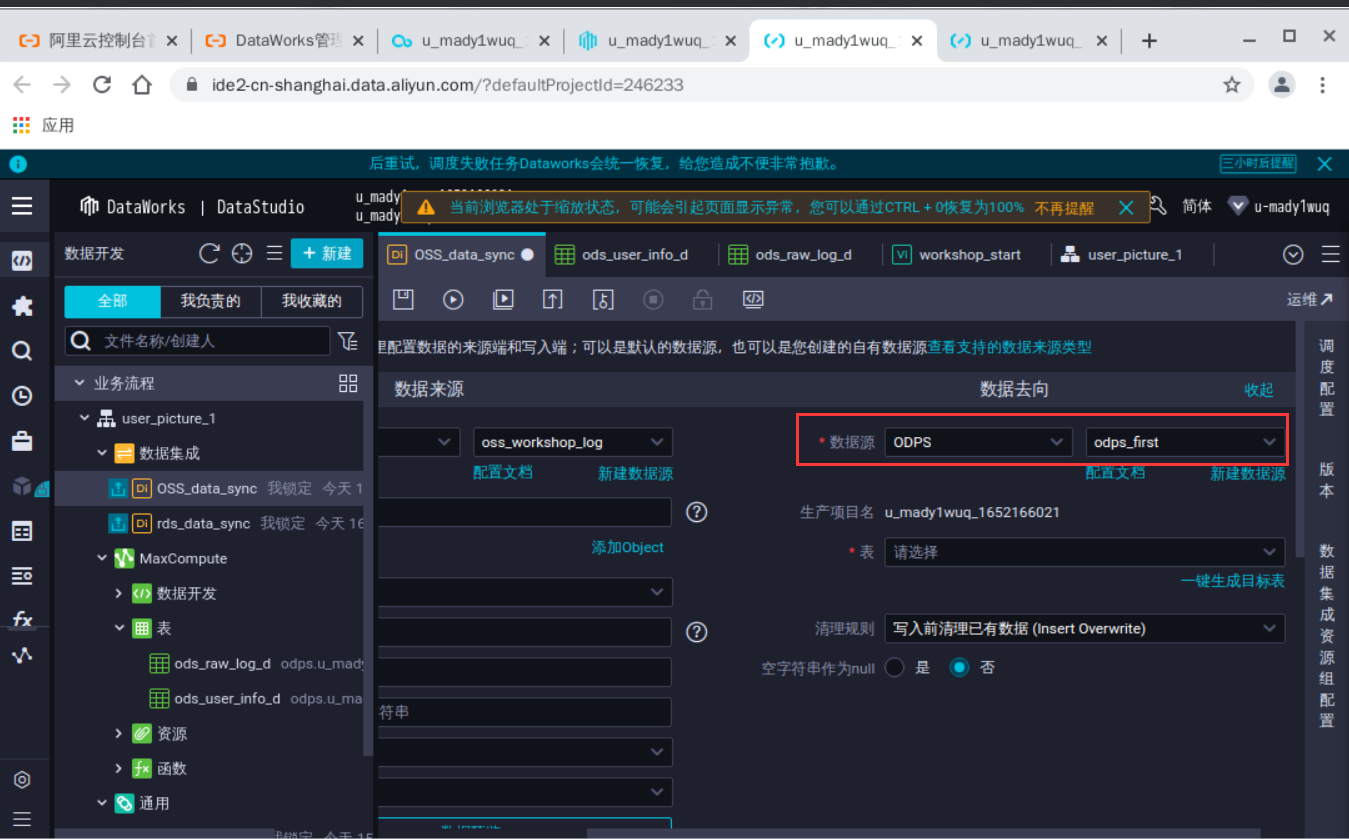 阿里云控制台首
DataWorks管理
u_mady1wuq_
u_mady1wuq_
u_mady1wuq_
u_mady1wuq_
ide2-cn-shanghai.data.aliyun.com/?defaultProjectId=246233
应用
后重试，调度失败任务Dataworks会统一恢复，给您造成不便非常抱歉。
三小时后提醒
DataWorks | DataStudio
u_mady
u_mady
当前浏览器处于缩放状态，可能会引起页面显示异常，您可以通过CTRL + 0恢复为100%
不再提醒
简体
u-mady1wuq
数据开发
新建
OSS_data_sync
ods_user_info_d
ods_raw_log_d
workshop_start
user_picture_1
全部
我负责的
我收藏的
运维
文件名称/创建人
里配置数据的来源端和写入端；可以是默认的数据源，也可以是您创建的自有数据源查看支持的数据来源类型
业务流程
数据来源
数据去向
收起
user_picture_1
数据集成
oss_workshop_log
* 数据源
ODPS
odps_first
配置文档
新建数据源
配置文档
新建数据源
Di OSS_data_sync 我锁定 今天 1
Di rds_data_sync 我锁定 今天 16
生产项目名 u_mady1wuq_1652166021
添加Object
* 表
请选择
一键生成目标表
MaxCompute
数据开发
表
清理规则
写入前清理已有数据 (Insert Overwrite)
空字符串作为null
是
否
ods_raw_log_d odps.u_mady
ods_user_info_d odps.u_ma
符串
资源
函数
通用
数据预览
我锁定 今天 15
调度配置
版本
数据集成资源组配置